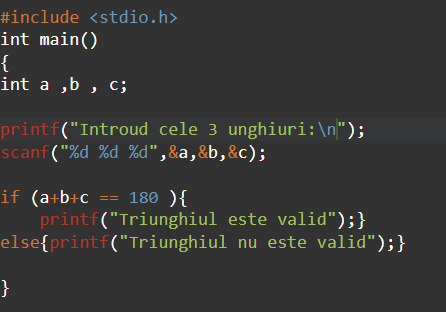 #include <stdio.h>
int main()
{
int a ,b , c;
printf("Introud cele 3 unghiuri:\n");
scanf("%d %d %d",&a,&b,&c);
if (a+b+c == 180 ){
printf("Triunghiul este valid");}
else{printf("Triunghiul nu este valid");}
}